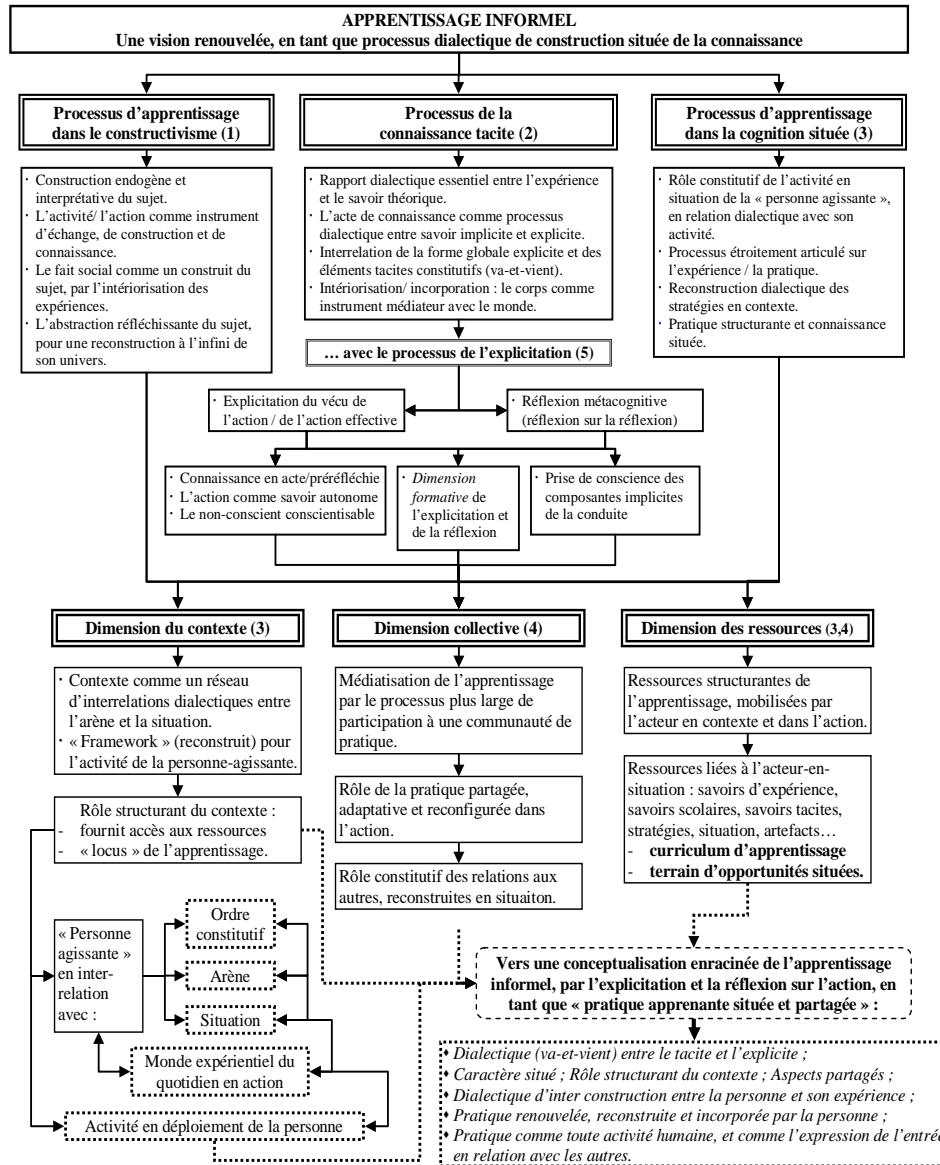 APPRENTISSAGE INFORMEL
Une vision renouvelée, en tant que processus dialectique de construction située de la connaissance
Processus d'apprentissage
dans le constructivisme (1)
Processus de la
connaissance tacite (2)
Processus d'apprentissage
dans la cognition située (3)
· Construction endogène et
interprétative du sujet.
· L'activité/ l'action comme instrument
d'échange, de construction et de
connaissance.
· Le fait social comme un construit du
sujet, par l'intériorisation des
expériences.
· L'abstraction réfléchissante du sujet,
pour une reconstruction à l'infini de
son univers.
· Rapport dialectique essentiel entre l'expérience
et le savoir théorique.
· L'acte de connaissance comme processus
dialectique entre savoir implicite et explicite.
· Interrelation de la forme globale explicite et des
éléments tacites constitutifs (va-et-vient).
· Intériorisation/ incorporation : le corps comme
instrument médiateur avec le monde.
· Rôle constitutif de l'activité en
situation de la « personne agissante »,
en relation dialectique avec son
activité.
· Processus étroitement articulé sur
l'expérience / la pratique.
· Reconstruction dialectique des
stratégies en contexte.
· Pratique structurante et connaissance
située.
… avec le processus de l'explicitation (5)
· Explicitation du vécu de
l'action / de l'action effective
· Réflexion métacognitive
(réflexion sur la réflexion)
· Connaissance en acte/préréfléchie
· L'action comme savoir autonome
· Le non-conscient conscientisable
· Dimension
formative de
l'explicitation et
de la réflexion
· Prise de conscience des
composantes implicites
de la conduite
Dimension du contexte (3)
Dimension collective (4)
Dimension des ressources (3,4)
· Contexte comme un réseau
d'interrelations dialectiques entre
l'arène et la situation.
· « Framework » (reconstruit) pour
l'activité de la personne-agissante.
Médiatisation de l'apprentissage
par le processus plus large de
participation à une communauté de
pratique.
Ressources structurantes de
l'apprentissage, mobilisées par
l'acteur en contexte et dans l'action.
Rôle structurant du contexte :
- fournit accès aux ressources
- « locus » de l'apprentissage.
Rôle de la pratique partagée,
adaptative et reconfigurée dans
l'action.
Ressources liées à l'acteur-en-
situation : savoirs d'expérience,
savoirs scolaires, savoirs tacites,
stratégies, situation, artefacts…
- curriculum d'apprentissage
- terrain d'opportunités situées.
Rôle constitutif des relations aux
autres, reconstruites en situaiton.
« Personne
agissante »
en inter-
relation
avec :
Ordre
constitutif
Arène
Situation
Monde expérientiel du
quotidien en action
Activité en déploiement de la personne
Vers une conceptualisation enracinée de l'apprentissage
informel, par l'explicitation et la réflexion sur l'action, en
tant que « pratique apprenante située et partagée » :
♦ Dialectique (va-et-vient) entre le tacite et l'explicite ;
♦ Caractère situé ; Rôle structurant du contexte ; Aspects partagés ;
♦ Dialectique d'inter construction entre la personne et son expérience ;
♦ Pratique renouvelée, reconstruite et incorporée par la personne ;
♦ Pratique comme toute activité humaine, et comme l'expression de l'entrée
en relation avec les autres.